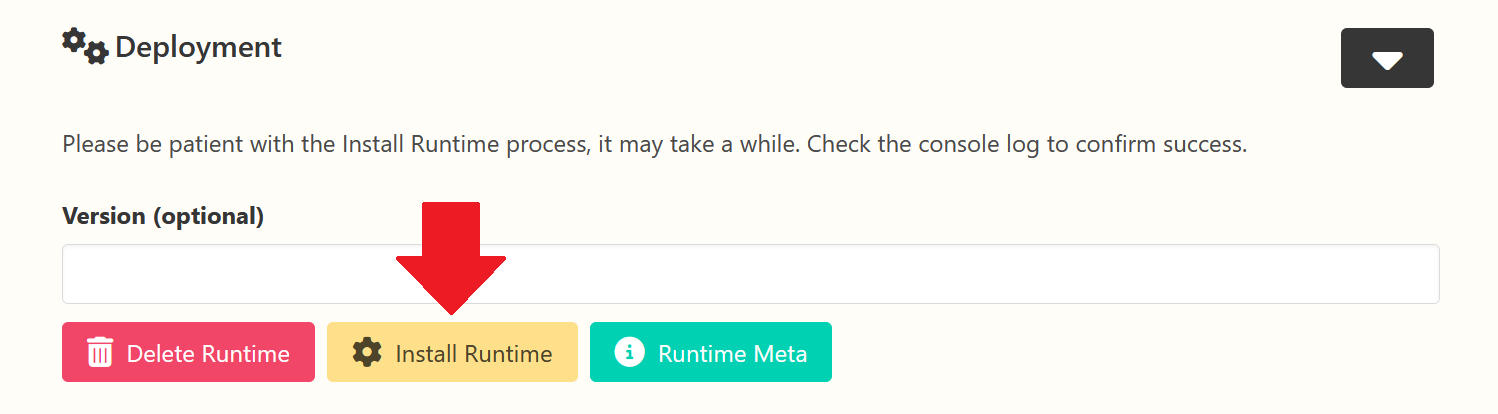 Deployment
Please be patient with the Install Runtime process, it may take a while. Check the console log to confirm success.
Version (optional)
Delete Runtime
Install Runtime
Runtime Meta